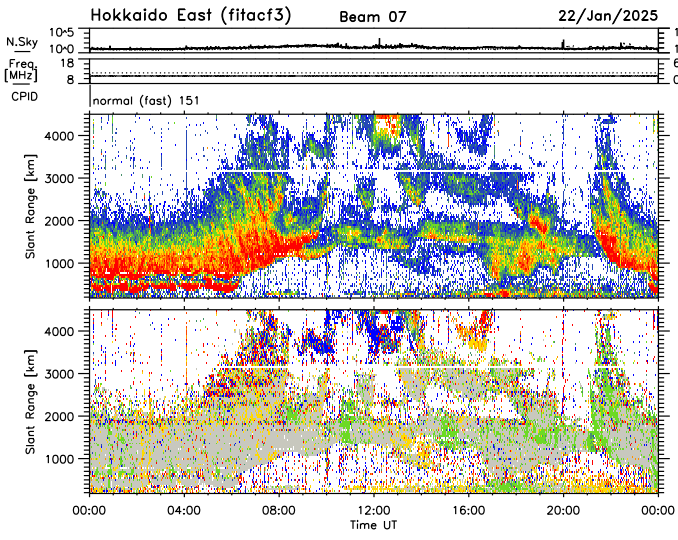 Hokkaido East (fitacf3) Beam 07 22/Jan/2025
N.Sky 10^5 10^0
Freq. [MHz] 18 8
CPID normal (fast) 151
Slant Range [km]
4000
3000
2000
1000
Slant Range [km]
4000
3000
2000
1000
00:00 04:00 08:00 12:00 16:00 20:00 00:00
Time UT